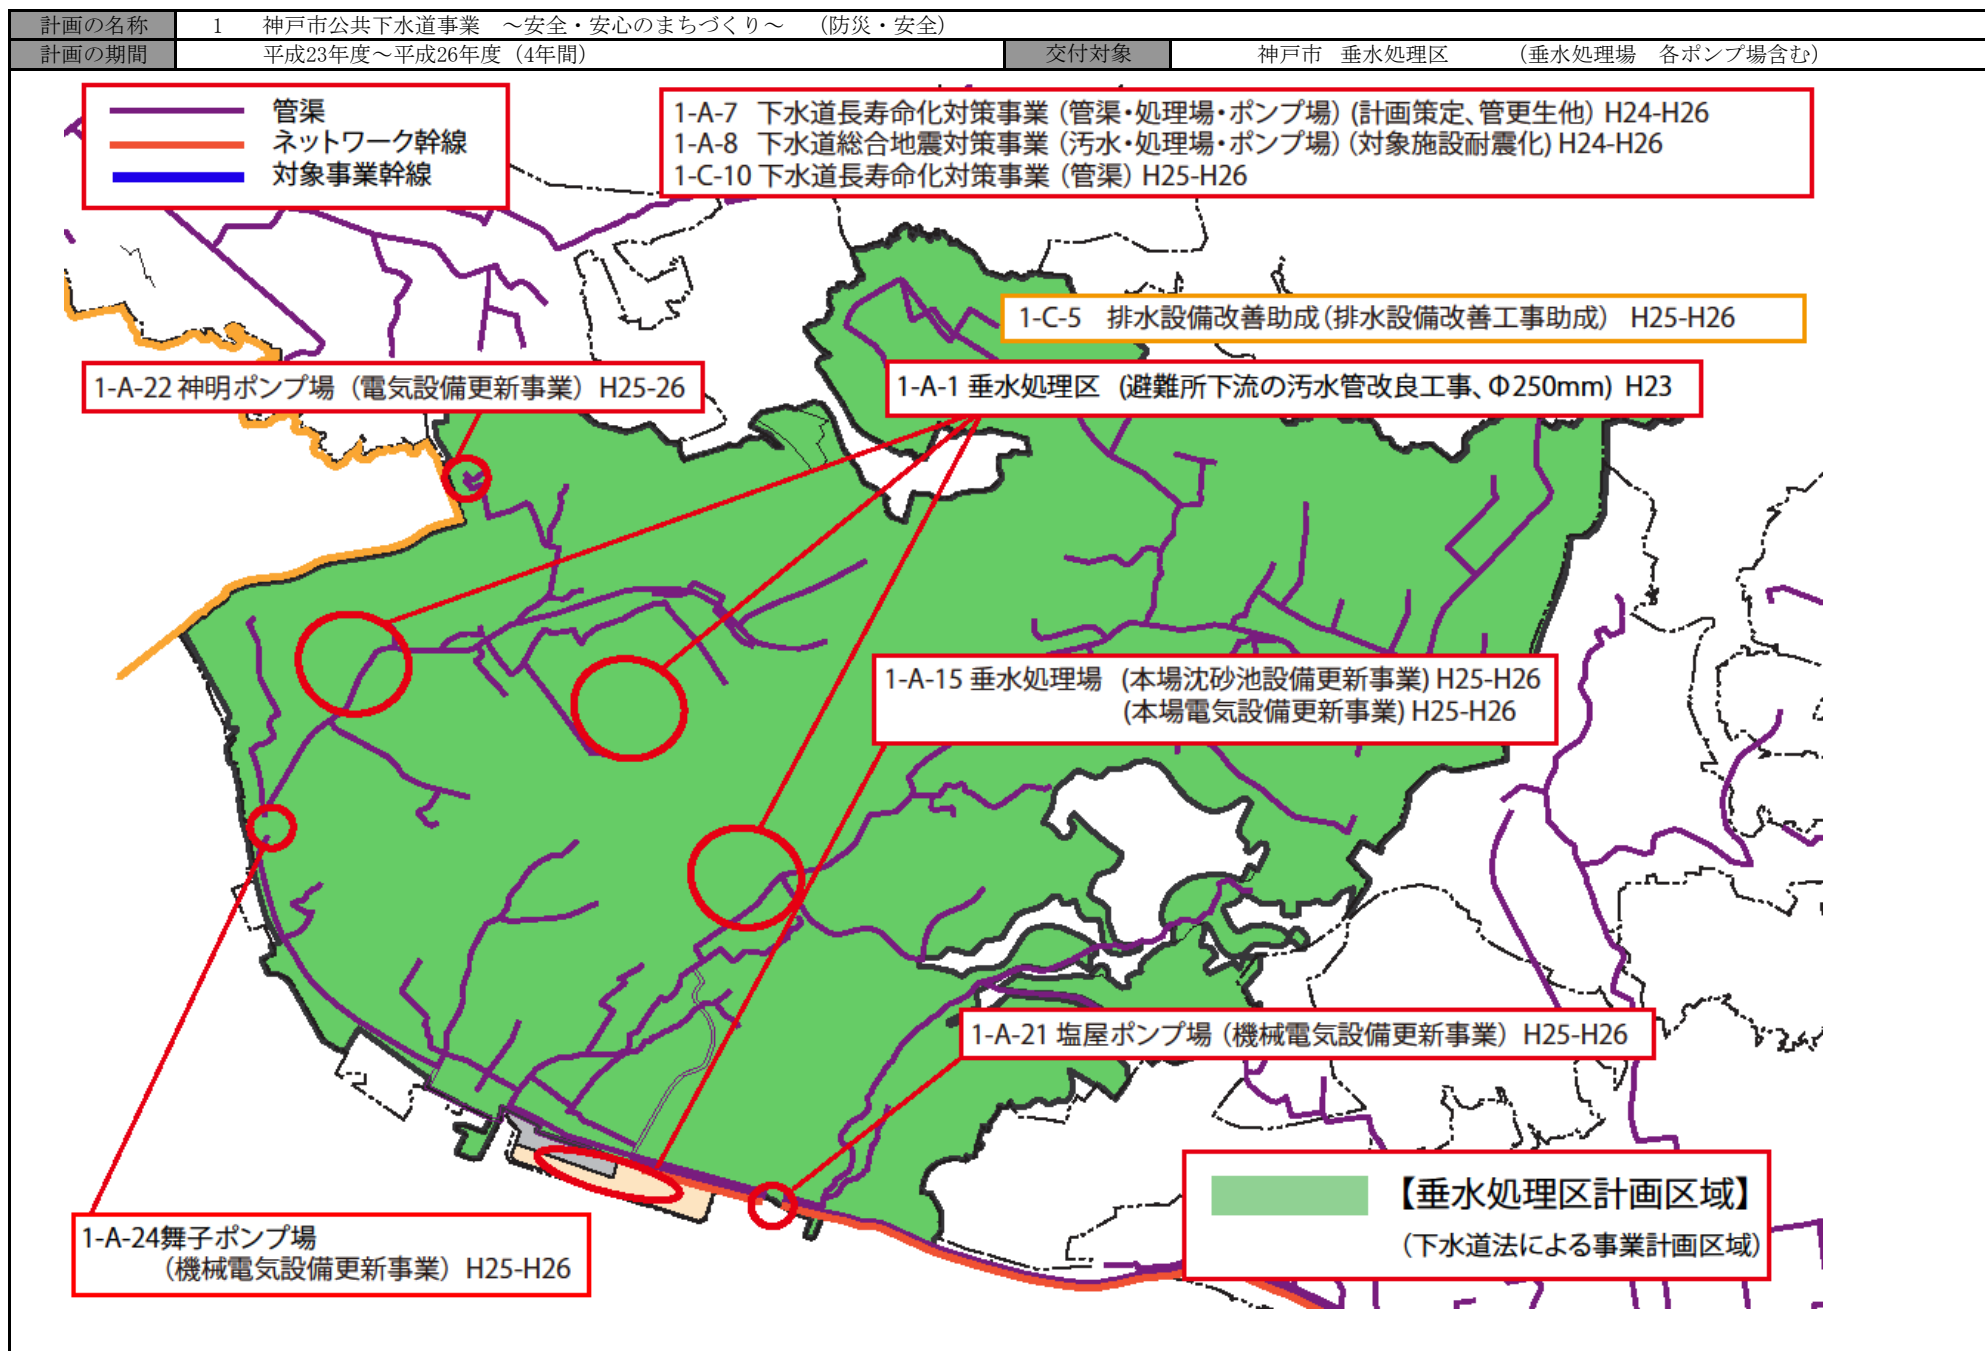 計画の名称 1 神戸市公共下水道事業 ～安全・安心のまちづくり～ (防災・安全)
計画の期間 平成23年度～平成26年度 (4年間) 交付対象 神戸市 垂水処理区 (垂水処理場 各ポンプ場含む)
管渠
ネットワーク幹線
対象事業幹線
1-A-7 下水道長寿命化対策事業 (管渠・処理場・ポンプ場) (計画策定、管更生他) H24-H26
1-A-8 下水道総合地震対策事業 (汚水・処理場・ポンプ場) (対象施設耐震化) H24-H26
1-C-10 下水道長寿命化対策事業 (管渠) H25-H26
1-C-5 排水設備改善助成 (排水設備改善工事助成) H25-H26
1-A-22 神明ポンプ場 (電気設備更新事業) H25-26
1-A-1 垂水処理区 (避難所下流の汚水管改良工事、Φ250mm) H23
1-A-15 垂水処理場 (本場沈砂池設備更新事業) H25-H26
(本場電気設備更新事業) H25-H26
1-A-21 塩屋ポンプ場 (機械電気設備更新事業) H25-H26
1-A-24舞子ポンプ場
(機械電気設備更新事業) H25-H26
【垂水処理区計画区域】
(下水道法による事業計画区域)